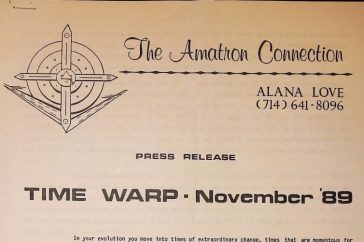 The Amatron Connection
ALANA LOVE
(714) 641-8096
PRESS RELEASE
TIME WARP · November '89
In your evolution you move into times of extraordinary change, times that are momentous for